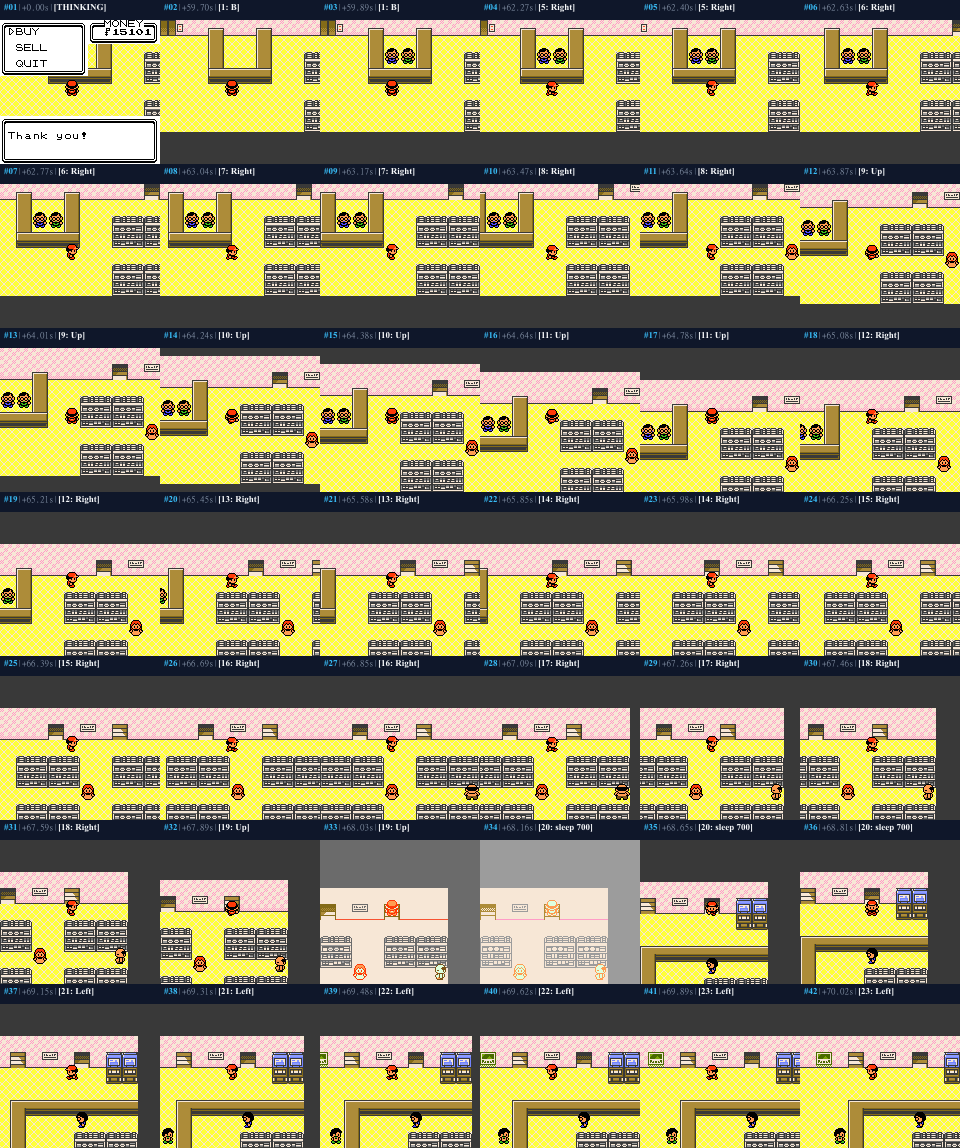 #01 | +0.00s | [THINKING]
#02 | +59.70s | [1: B]
#03 | +59.89s | [1: B]
#04 | +62.27s | [5: Right]
#05 | +62.40s | [5: Right]
#06 | +62.63s | [6: Right]
BUY
SELL
QUIT
MONEY
₽15101
Thank you!
#07 | +62.77s | [6: Right]
#08 | +63.04s | [7: Right]
#09 | +63.17s | [7: Right]
#10 | +63.47s | [8: Right]
#11 | +63.64s | [8: Right]
#12 | +63.87s | [9: Up]
#13 | +64.01s | [9: Up]
#14 | +64.24s | [10: Up]
#15 | +64.38s | [10: Up]
#16 | +64.64s | [11: Up]
#17 | +64.78s | [11: Up]
#18 | +65.08s | [12: Right]
#19 | +65.21s | [12: Right]
#20 | +65.45s | [13: Right]
#21 | +65.58s | [13: Right]
#22 | +65.85s | [14: Right]
#23 | +65.98s | [14: Right]
#24 | +66.25s | [15: Right]
#25 | +66.39s | [15: Right]
#26 | +66.69s | [16: Right]
#27 | +66.85s | [16: Right]
#28 | +67.09s | [17: Right]
#29 | +67.26s | [17: Right]
#30 | +67.46s | [18: Right]
#31 | +67.59s | [18: Right]
#32 | +67.89s | [19: Up]
#33 | +68.03s | [19: Up]
#34 | +68.16s | [20: sleep 700]
#35 | +68.65s | [20: sleep 700]
#36 | +68.81s | [20: sleep 700]
#37 | +69.15s | [21: Left]
#38 | +69.31s | [21: Left]
#39 | +69.48s | [22: Left]
#40 | +69.62s | [22: Left]
#41 | +69.89s | [23: Left]
#42 | +70.02s | [23: Left]